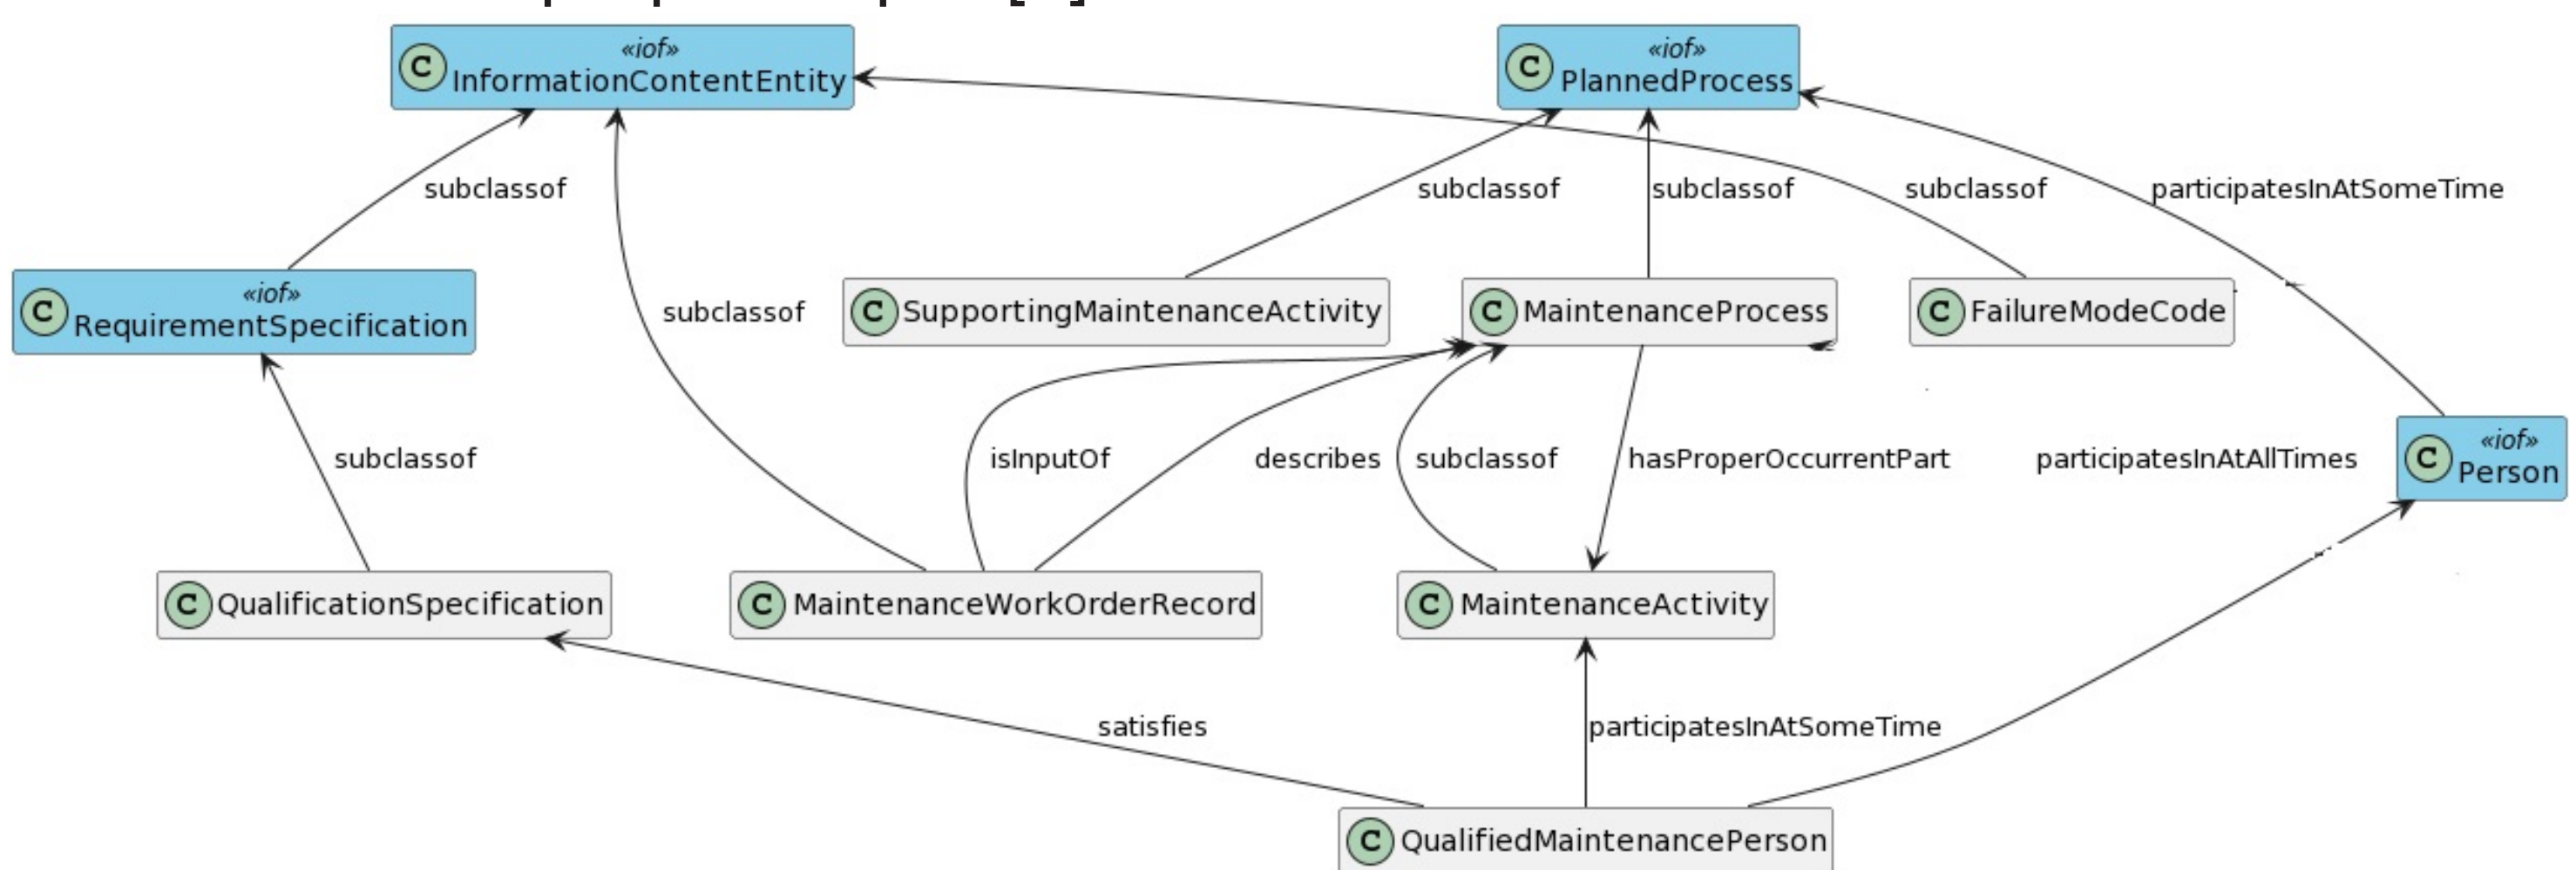 «iof»
C InformationContentEntity
«iof»
C PlannedProcess
subclassof
subclassof
subclassof
subclassof
participatesInAtSomeTime
«iof»
C RequirementSpecification
subclassof
C SupportingMaintenanceActivity
C MaintenanceProcess
C FailureModeCode
subclassof
isInputOf
describes
subclassof
hasProperOccurrentPart
participatesInAtAllTimes
«iof»
C Person
C QualificationSpecification
C MaintenanceWorkOrderRecord
C MaintenanceActivity
satisfies
participatesInAtSomeTime
C QualifiedMaintenancePerson